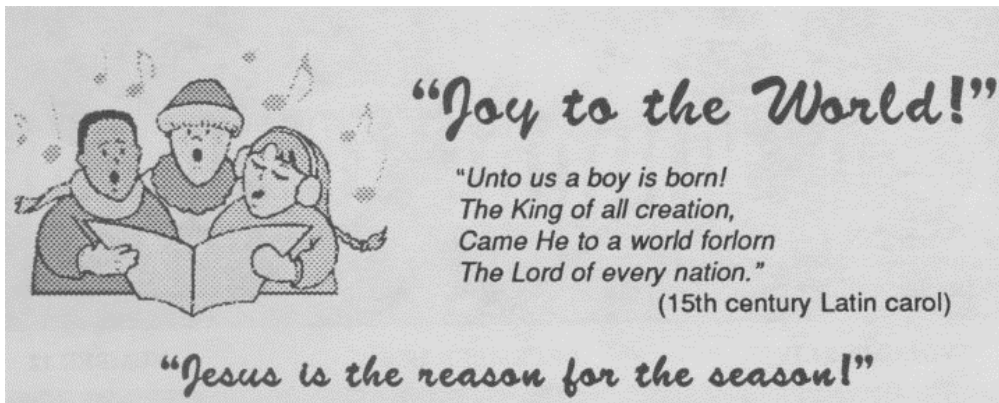 “Joy to the World!”
“Unto us a boy is born!
The King of all creation,
Came He to a world forlorn
The Lord of every nation.”
(15th century Latin carol)
“Jesus is the reason for the season!”